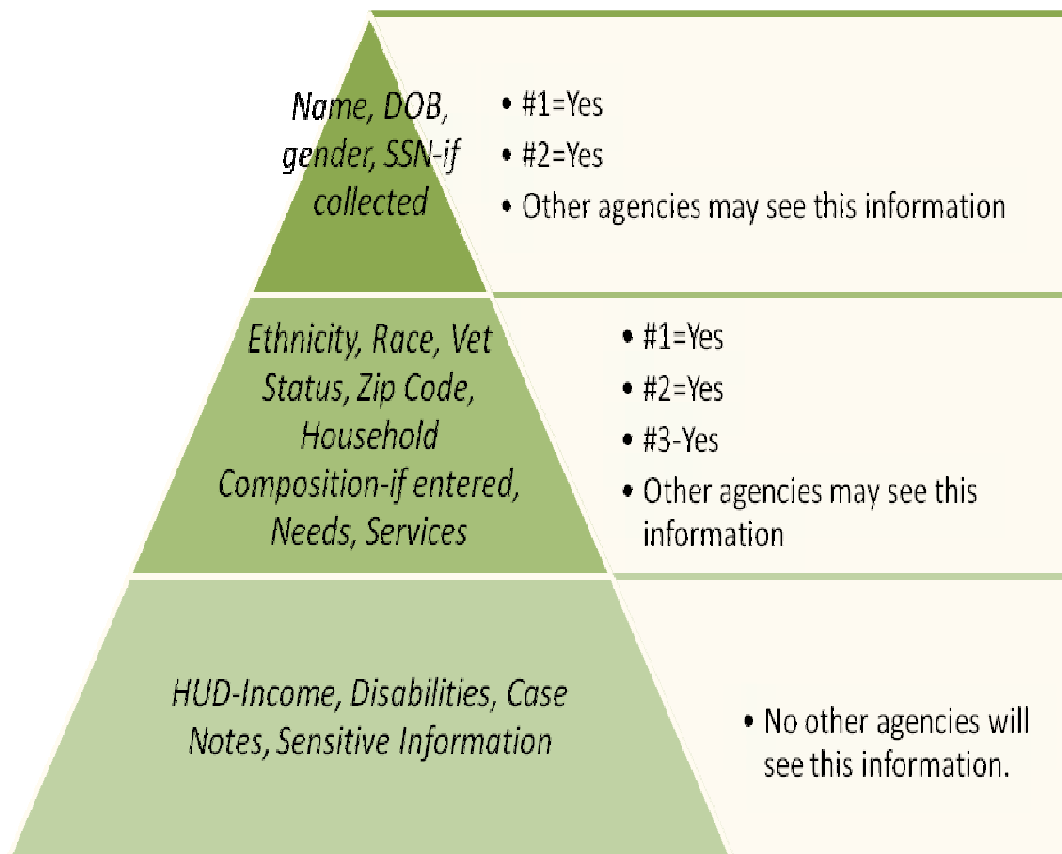 Name, DOB,
gender, SSN-if
collected
• #1=Yes
• #2=Yes
• Other agencies may see this information
Ethnicity, Race, Vet
Status, Zip Code,
Household
Composition-if entered,
Needs, Services
• #1=Yes
• #2=Yes
• #3-Yes
• Other agencies may see this
information
HUD-Income, Disabilities, Case
Notes, Sensitive Information
• No other agencies will
see this information.